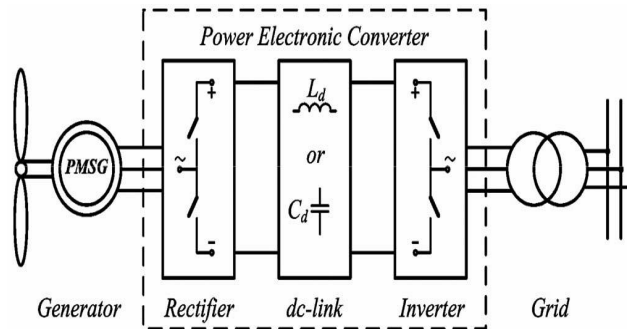 Power Electronic Converter
PMSG
~
+
-
L_d
or
C_d
+
-
~
Generator
Rectifier
dc-link
Inverter
Grid